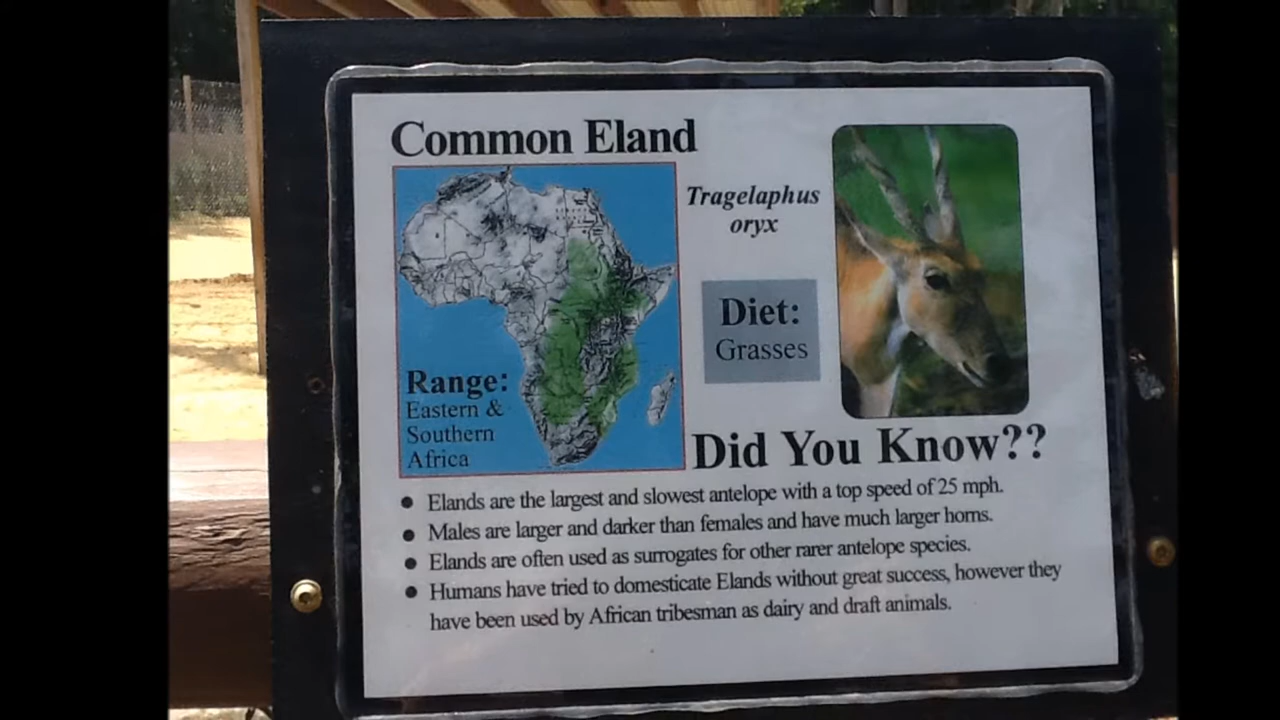 Common Eland
Tragelaphus
oryx
Diet:
Grasses
Range:
Eastern &
Southern
Africa
Did You Know??
• Elands are the largest and slowest antelope with a top speed of 25 mph.
• Males are larger and darker than females and have much larger horns.
• Elands are often used as surrogates for other rarer antelope species.
• Humans have tried to domesticate Elands without great success, however they
have been used by African tribesman as dairy and draft animals.